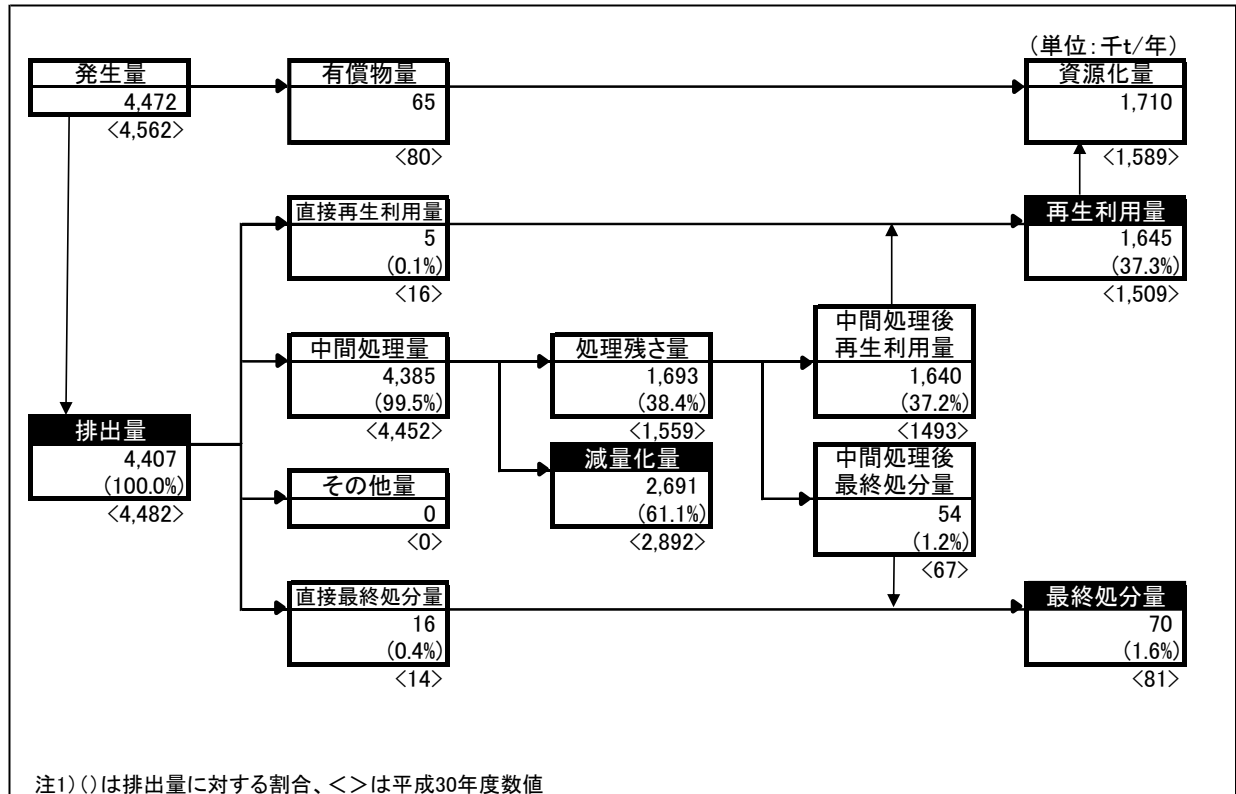 (単位：千t/年)
発生量
4,472
<4,562>
有償物量
65
<80>
資源化量
1,710
<1,589>
直接再生利用量
5
(0.1%)
<16>
再生利用量
1,645
(37.3%)
<1,509>
中間処理量
4,385
(99.5%)
<4,452>
処理残さ量
1,693
(38.4%)
<1,559>
中間処理後
再生利用量
1,640
(37.2%)
<1493>
排出量
4,407
(100.0%)
<4,482>
減量化量
2,691
(61.1%)
<2,892>
中間処理後
最終処分量
54
(1.2%)
<67>
その他量
0
<0>
直接最終処分量
16
(0.4%)
<14>
最終処分量
70
(1.6%)
<81>
注1)()は排出量に対する割合、<>は平成30年度数値